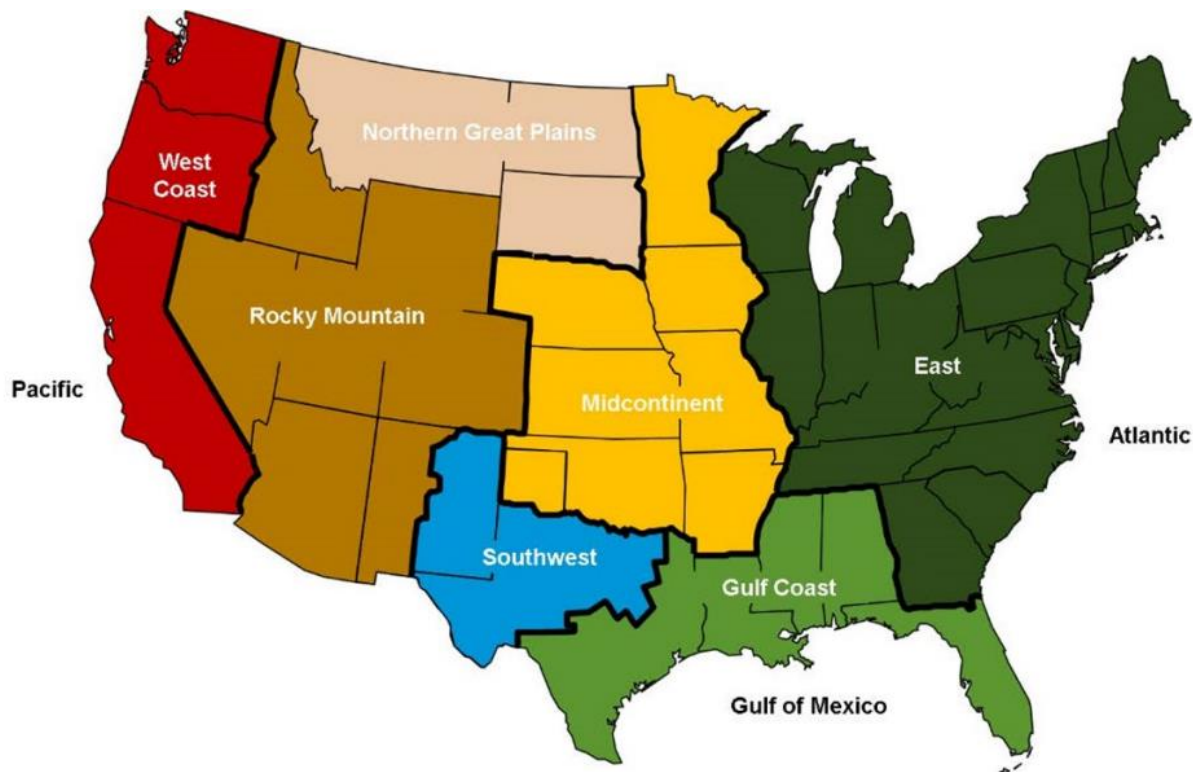 Northern Great Plains
West
Coast
Rocky Mountain
East
Pacific
Midcontinent
Atlantic
Southwest
Gulf Coast
Gulf of Mexico